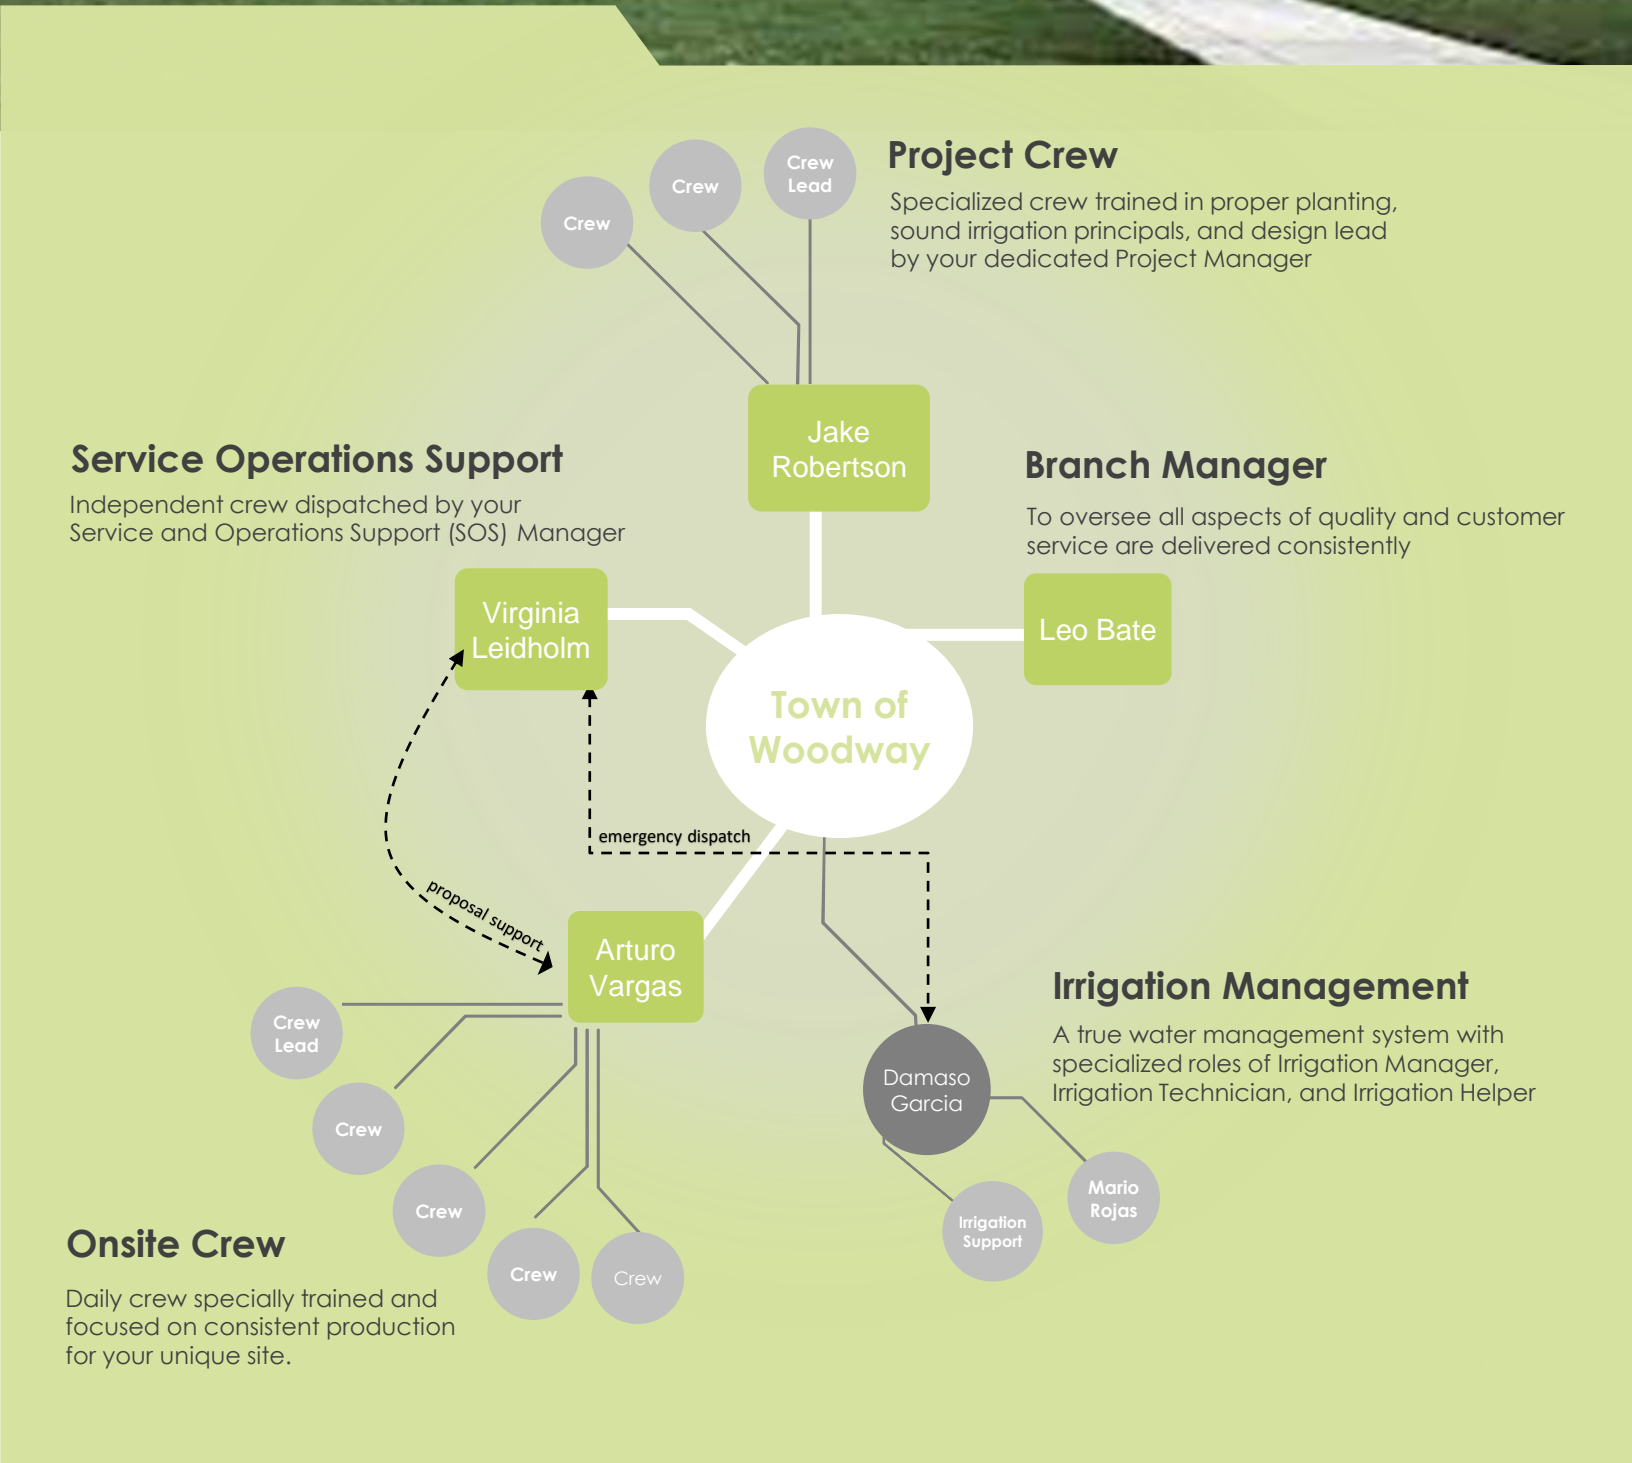 Project Crew
Specialized crew trained in proper planting,
sound irrigation principals, and design lead
by your dedicated Project Manager
Crew
Lead
Crew
Crew
Jake
Robertson
Service Operations Support
Independent crew dispatched by your
Service and Operations Support (SOS) Manager
Branch Manager
To oversee all aspects of quality and customer
service are delivered consistently
Virginia
Leidholm
Leo Bate
Town of
Woodway
emergency dispatch
proposal support
Arturo
Vargas
Irrigation Management
A true water management system with
specialized roles of Irrigation Manager,
Irrigation Technician, and Irrigation Helper
Damaso
Garcia
Mario
Rojas
Irrigation
Support
Crew
Lead
Crew
Crew
Crew
Crew
Onsite Crew
Daily crew specially trained and
focused on consistent production
for your unique site.